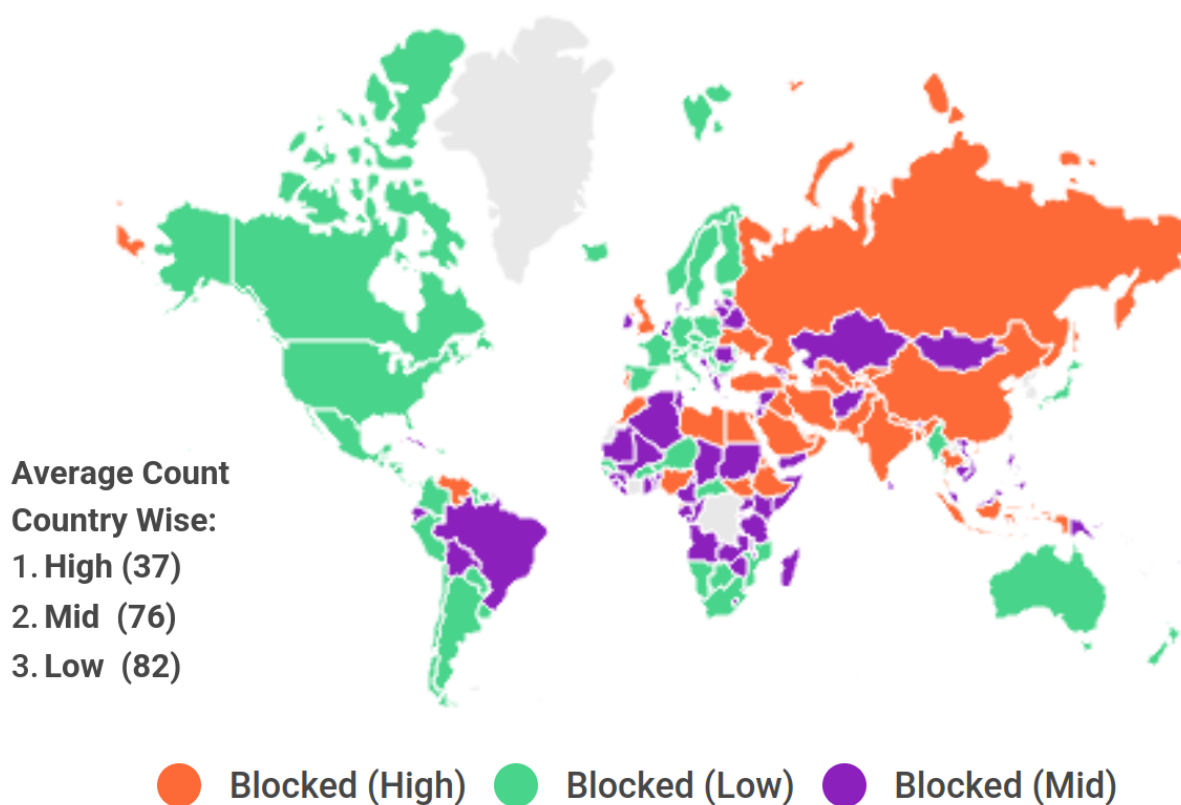 Average Count
Country Wise:
1. High (37)
2. Mid (76)
3. Low (82)
Blocked (High) Blocked (Low) Blocked (Mid)